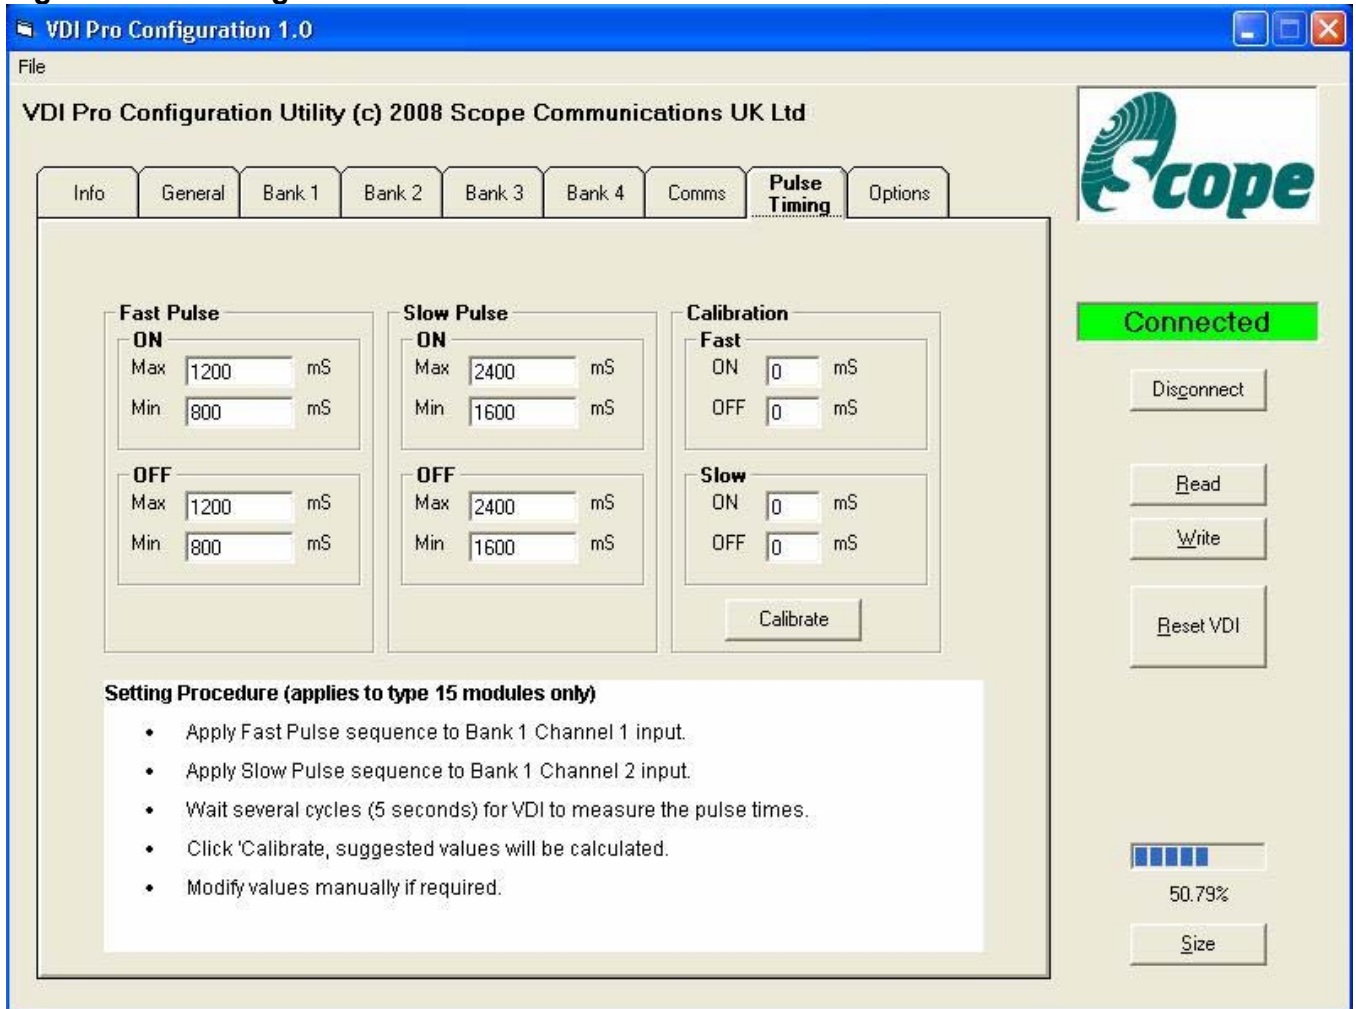 VDI Pro Configuration 1.0
File
VDI Pro Configuration Utility (c) 2008 Scope Communications UK Ltd
Scope
Info
General
Bank 1
Bank 2
Bank 3
Bank 4
Comms
Pulse
Timing
Options
Fast Pulse
ON
Max 1200 mS
Min 800 mS
OFF
Max 1200 mS
Min 800 mS
Slow Pulse
ON
Max 2400 mS
Min 1600 mS
OFF
Max 2400 mS
Min 1600 mS
Calibration
Fast
ON 0 mS
OFF 0 mS
Slow
ON 0 mS
OFF 0 mS
Calibrate
Setting Procedure (applies to type 15 modules only)
• Apply Fast Pulse sequence to Bank 1 Channel 1 input.
• Apply Slow Pulse sequence to Bank 1 Channel 2 input.
• Wait several cycles (5 seconds) for VDI to measure the pulse times.
• Click 'Calibrate, suggested values will be calculated.
• Modify values manually if required.
Connected
Disconnect
Read
Write
Reset VDI
50.79%
Size